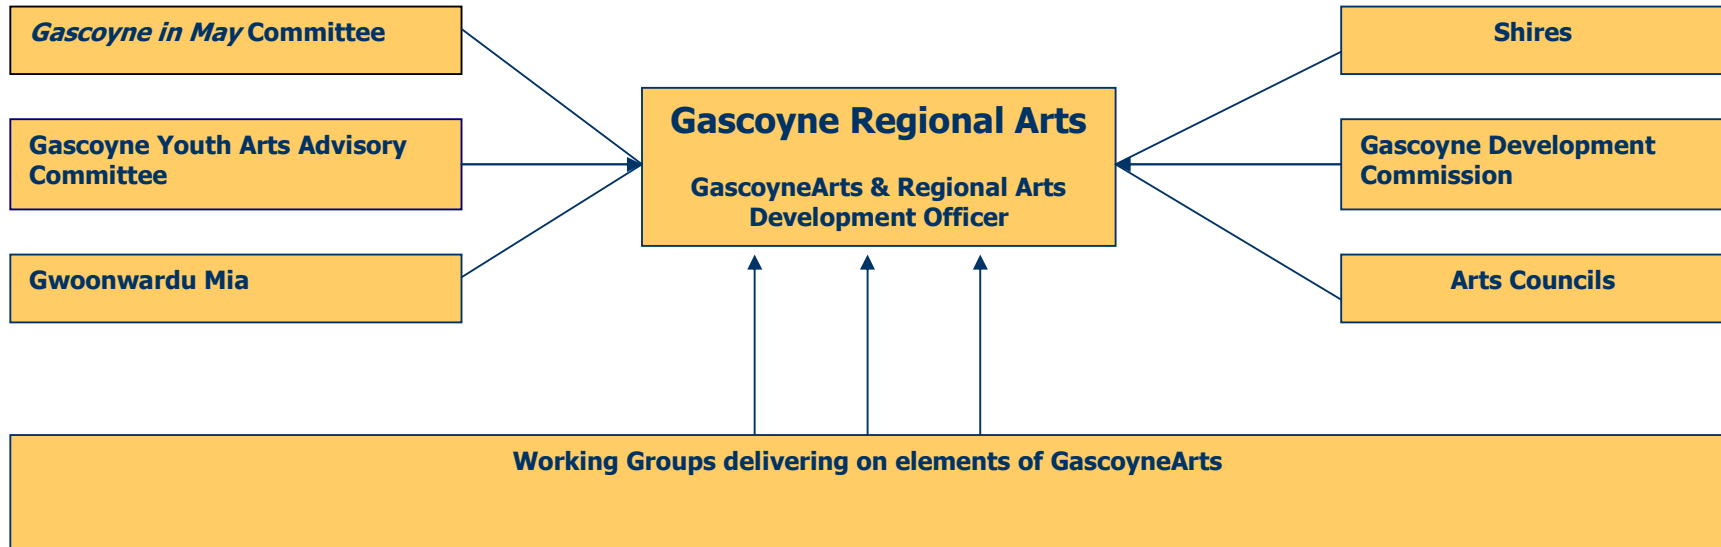 Gascoyne in May Committee
Gascoyne Youth Arts Advisory
Committee
Gwoonwardu Mia
Gascoyne Regional Arts
GascoyneArts & Regional Arts
Development Officer
Shires
Gascoyne Development
Commission
Arts Councils
Working Groups delivering on elements of GascoyneArts